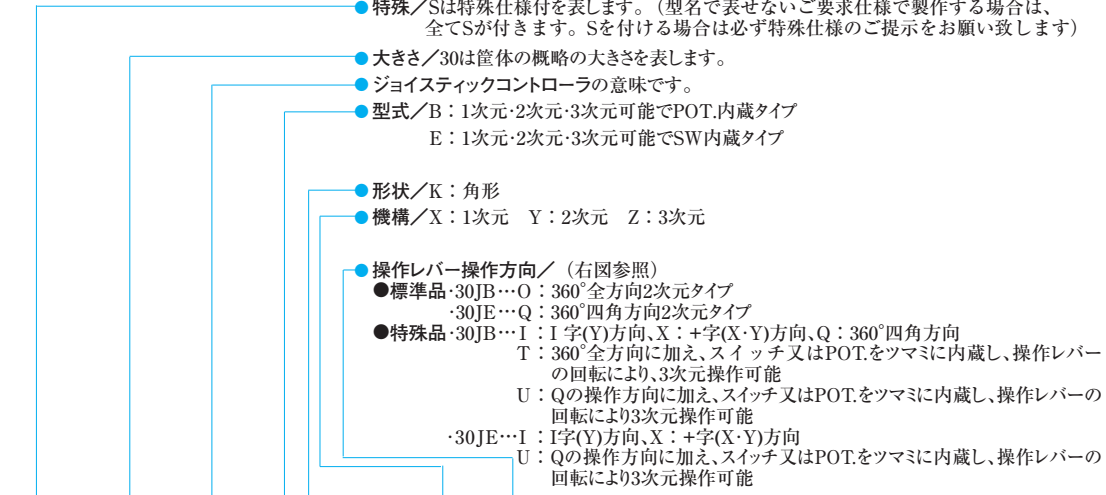 ●特殊／Sは特殊仕様付を表します。（型名で表せないご要求仕様で製作する場合は、
全てSが付きます。Sを付ける場合は必ず特殊仕様のご提示をお願い致します）
●大きさ／30は筐体の概略の大きさを表します。
●ジョイスティックコントローラの意味です。
●型式／B：1次元·2次元·3次元可能でPOT.内蔵タイプ
E：1次元·2次元·3次元可能でSW内蔵タイプ
●形状／K：角形
●機構／X：1次元　Y：2次元　Z：3次元
●操作レバー操作方向／（右図参照）
●標準品·30JB…O：360°全方向2次元タイプ
·30JE…Q：360°四角方向2次元タイプ
●特殊品·30JB…I：I字(Y)方向、X：+字(X·Y)方向、Q：360°四角方向
T：360°全方向に加え、スイッチ又はPOT.をツマミに内蔵し、操作レバー
の回転により、3次元操作可能
U：Qの操作方向に加え、スイッチ又はPOT.をツマミに内蔵し、操作レバーの
回転により3次元操作可能
·30JE…I：I字(Y)方向、X：+字(X·Y)方向
U：Qの操作方向に加え、スイッチ又はPOT.をツマミに内蔵し、操作レバーの
回転により3次元操作可能